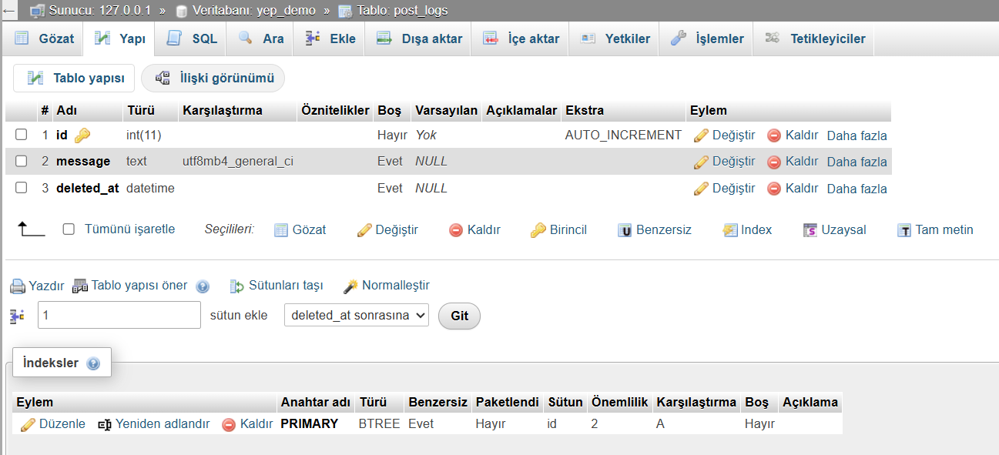 ← Sunucu: 127.0.0.1 » Veritabanı: yep_demo » Tablo: post_logs
Gözat Yapı SQL Ara Ekle Dışa aktar İçe aktar Yetkiler İşlemler Tetikleyiciler
Tablo yapısı İlişki görünümü
# Adı Türü Karşılaştırma Öznitelikler Boş Varsayılan Açıklamalar Ekstra Eylem
1 id int(11) Hayır Yok AUTO_INCREMENT Değiştir Kaldır Daha fazla
2 message text utf8mb4_general_ci Evet NULL Değiştir Kaldır Daha fazla
3 deleted_at datetime Evet NULL Değiştir Kaldır Daha fazla
Tümünü işaretle Seçilileri: Gözat Değiştir Kaldır Birincil Benzersiz Index Uzaysal Tam metin
Yazdır Tablo yapısı öner Sütunları taşı Normalleştir
1 sütun ekle deleted_at sonrasına Git
İndeksler
Eylem Anahtar adı Türü Benzersiz Paketlendi Sütun Önemlilik Karşılaştırma Boş Açıklama
Düzenle Yeniden adlandır Kaldır PRIMARY BTREE Evet Hayır id 2 A Hayır